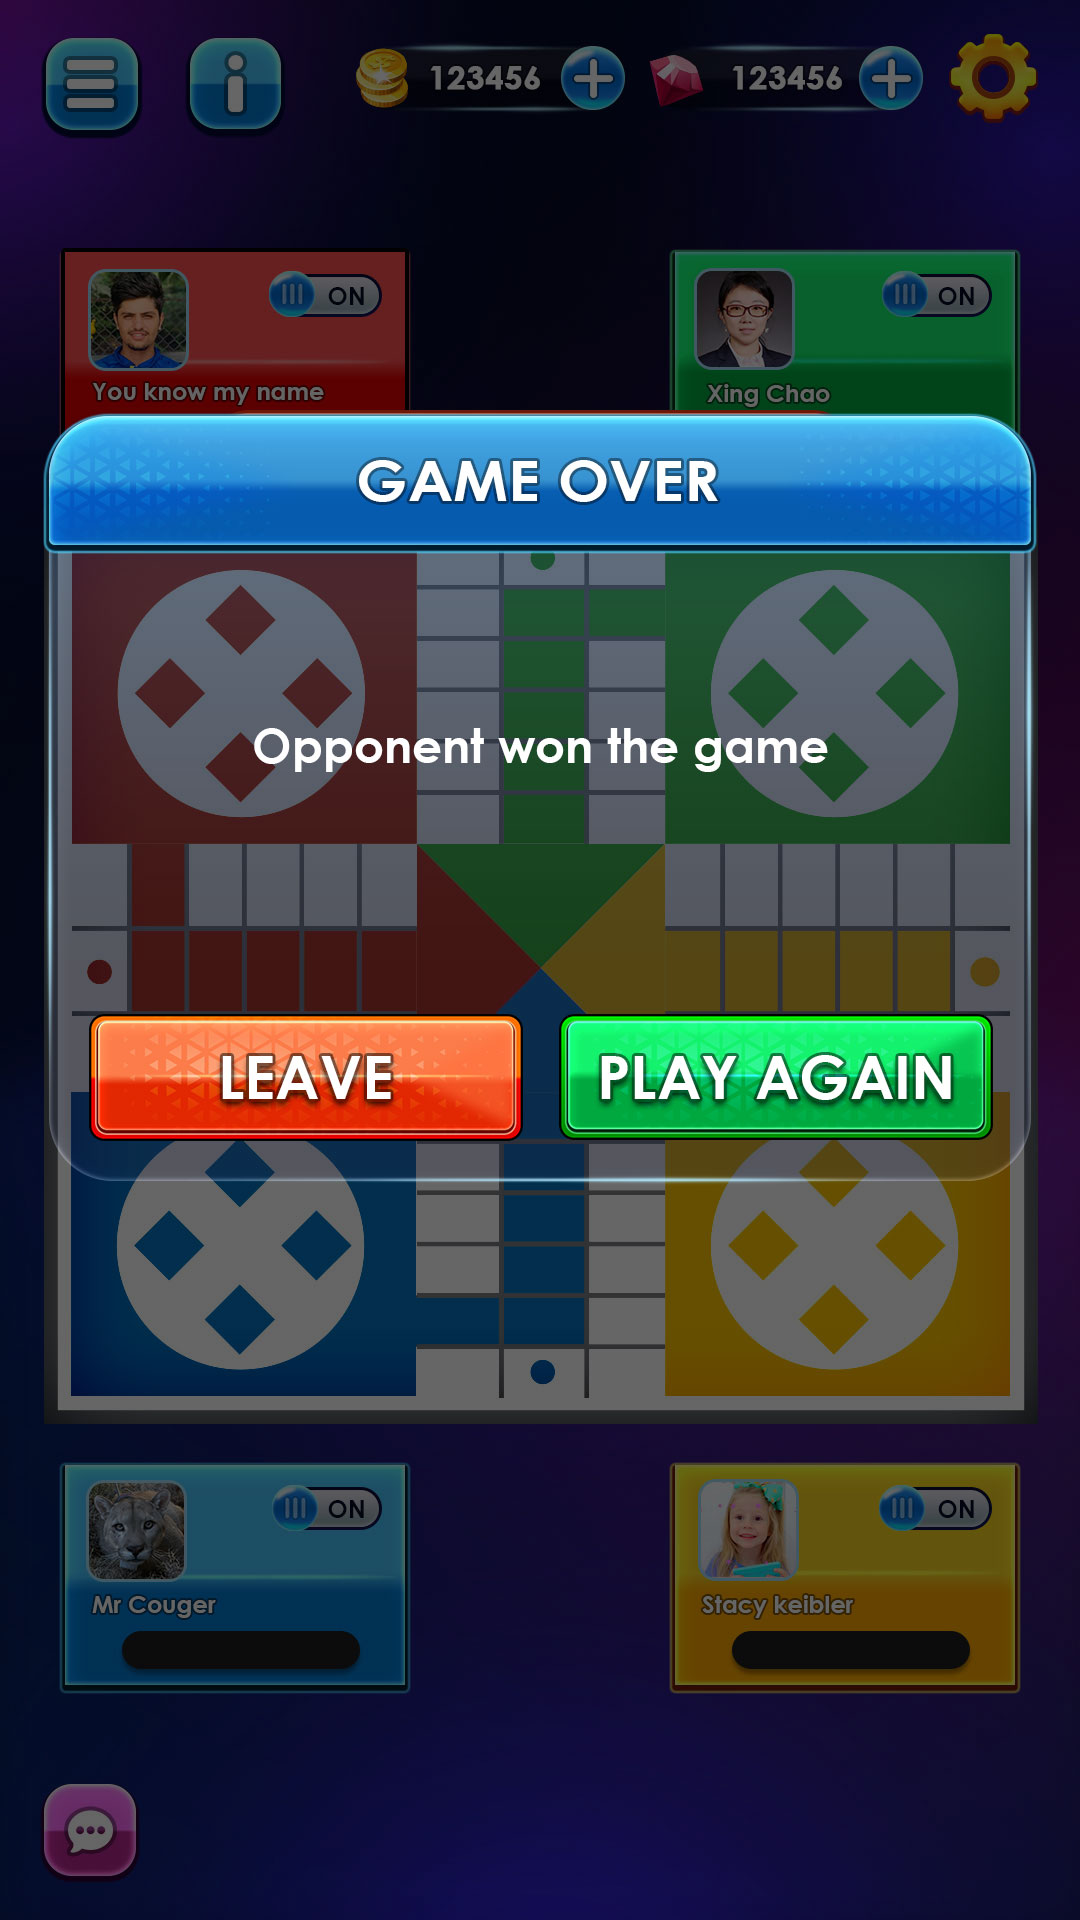 123456
123456
ON
ON
You know my name
Xing Chao
GAME OVER
Opponent won the game
LEAVE
PLAY AGAIN
ON
ON
Mr Couger
Stacy keibler